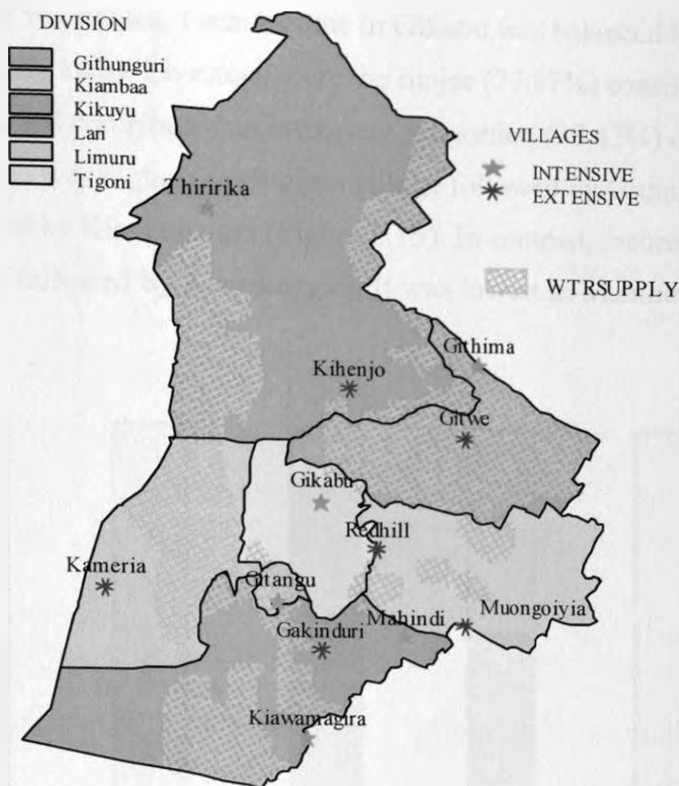 DIVISION
Githunguri
Kiambaa
Kikuyu
Lari
Limuru
Tigoni
VILLAGES
INTENSIVE
EXTENSIVE
WTRSUPPLY
Thiririka
Githima
Kihenjo
Gitwe
Gikabu
Redhill
Kameria
Gitangu
Mahindi
Muongoiyia
Gakinduri
Kiawamagira